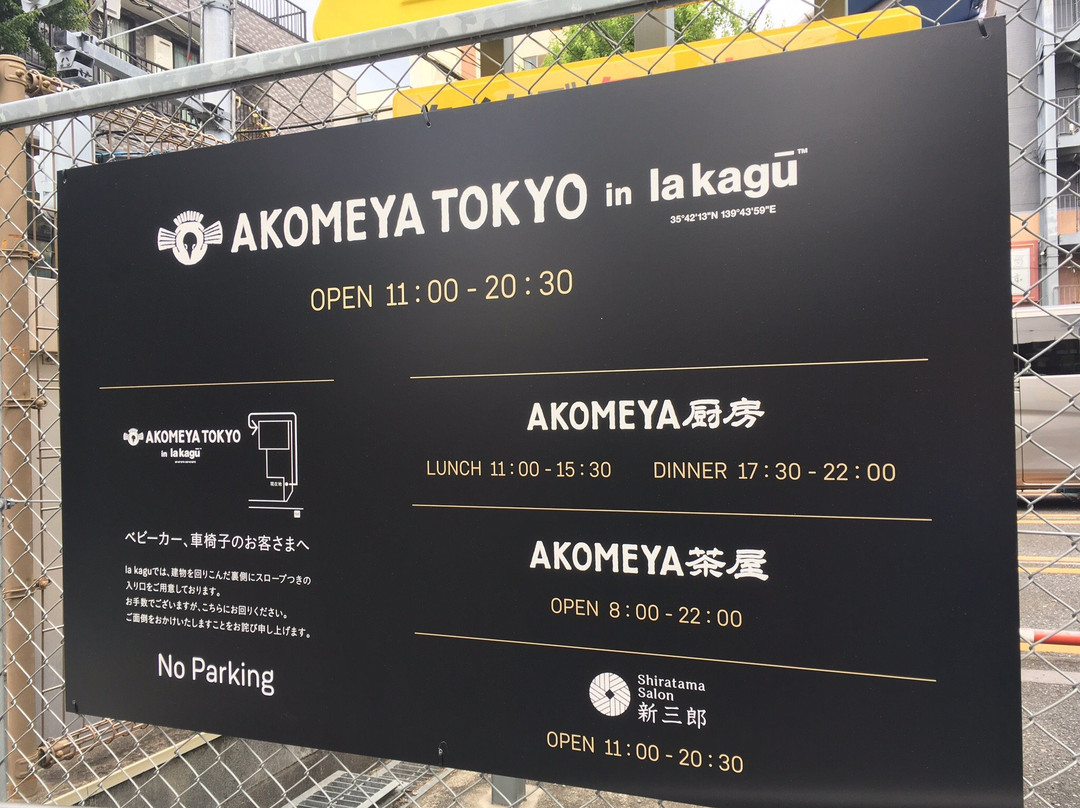 AKOMEYA TOKYO in la kagū™
35°42'13"N 139°43'59"E
OPEN 11:00 - 20:30
AKOMEYA TOKYO
in la kagū
現在地
ベビーカー、車椅子のお客さまへ
la kaguでは、建物を回りこんだ裏側にスロープつきの
入り口をご用意しております。
お手数でございますが、こちらにお回りください。
ご面倒をおかけいたしますことをお詫び申し上げます。
No Parking
AKOMEYA厨房
LUNCH 11:00 - 15:30 DINNER 17:30 - 22:00
AKOMEYA茶屋
OPEN 8:00 - 22:00
Shiratama
Salon
新三郎
OPEN 11:00 - 20:30